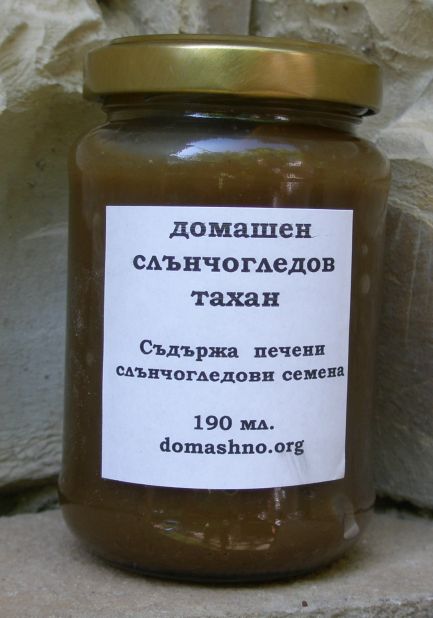 домашен
слънчогледов
тахан
Съдържа печени
слънчогледови семена
190 мл.
domashno.org